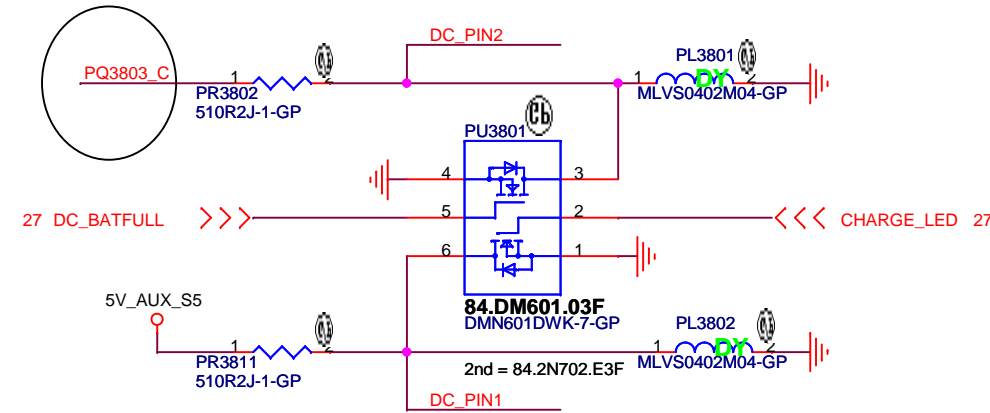 DC_PIN2
PQ3803_C
1
2
PR3802
510R2J-1-GP
PL3801
1
DY
2
MLVS0402M04-GP
PU3801
4
3
27 DC_BATFULL
5
2
CHARGE_LED 27
6
1
5V_AUX_S5
84.DM601.03F
DMN601DWK-7-GP
1
2
PR3811
510R2J-1-GP
PL3802
1
DY
2
MLVS0402M04-GP
2nd = 84.2N702.E3F
DC_PIN1